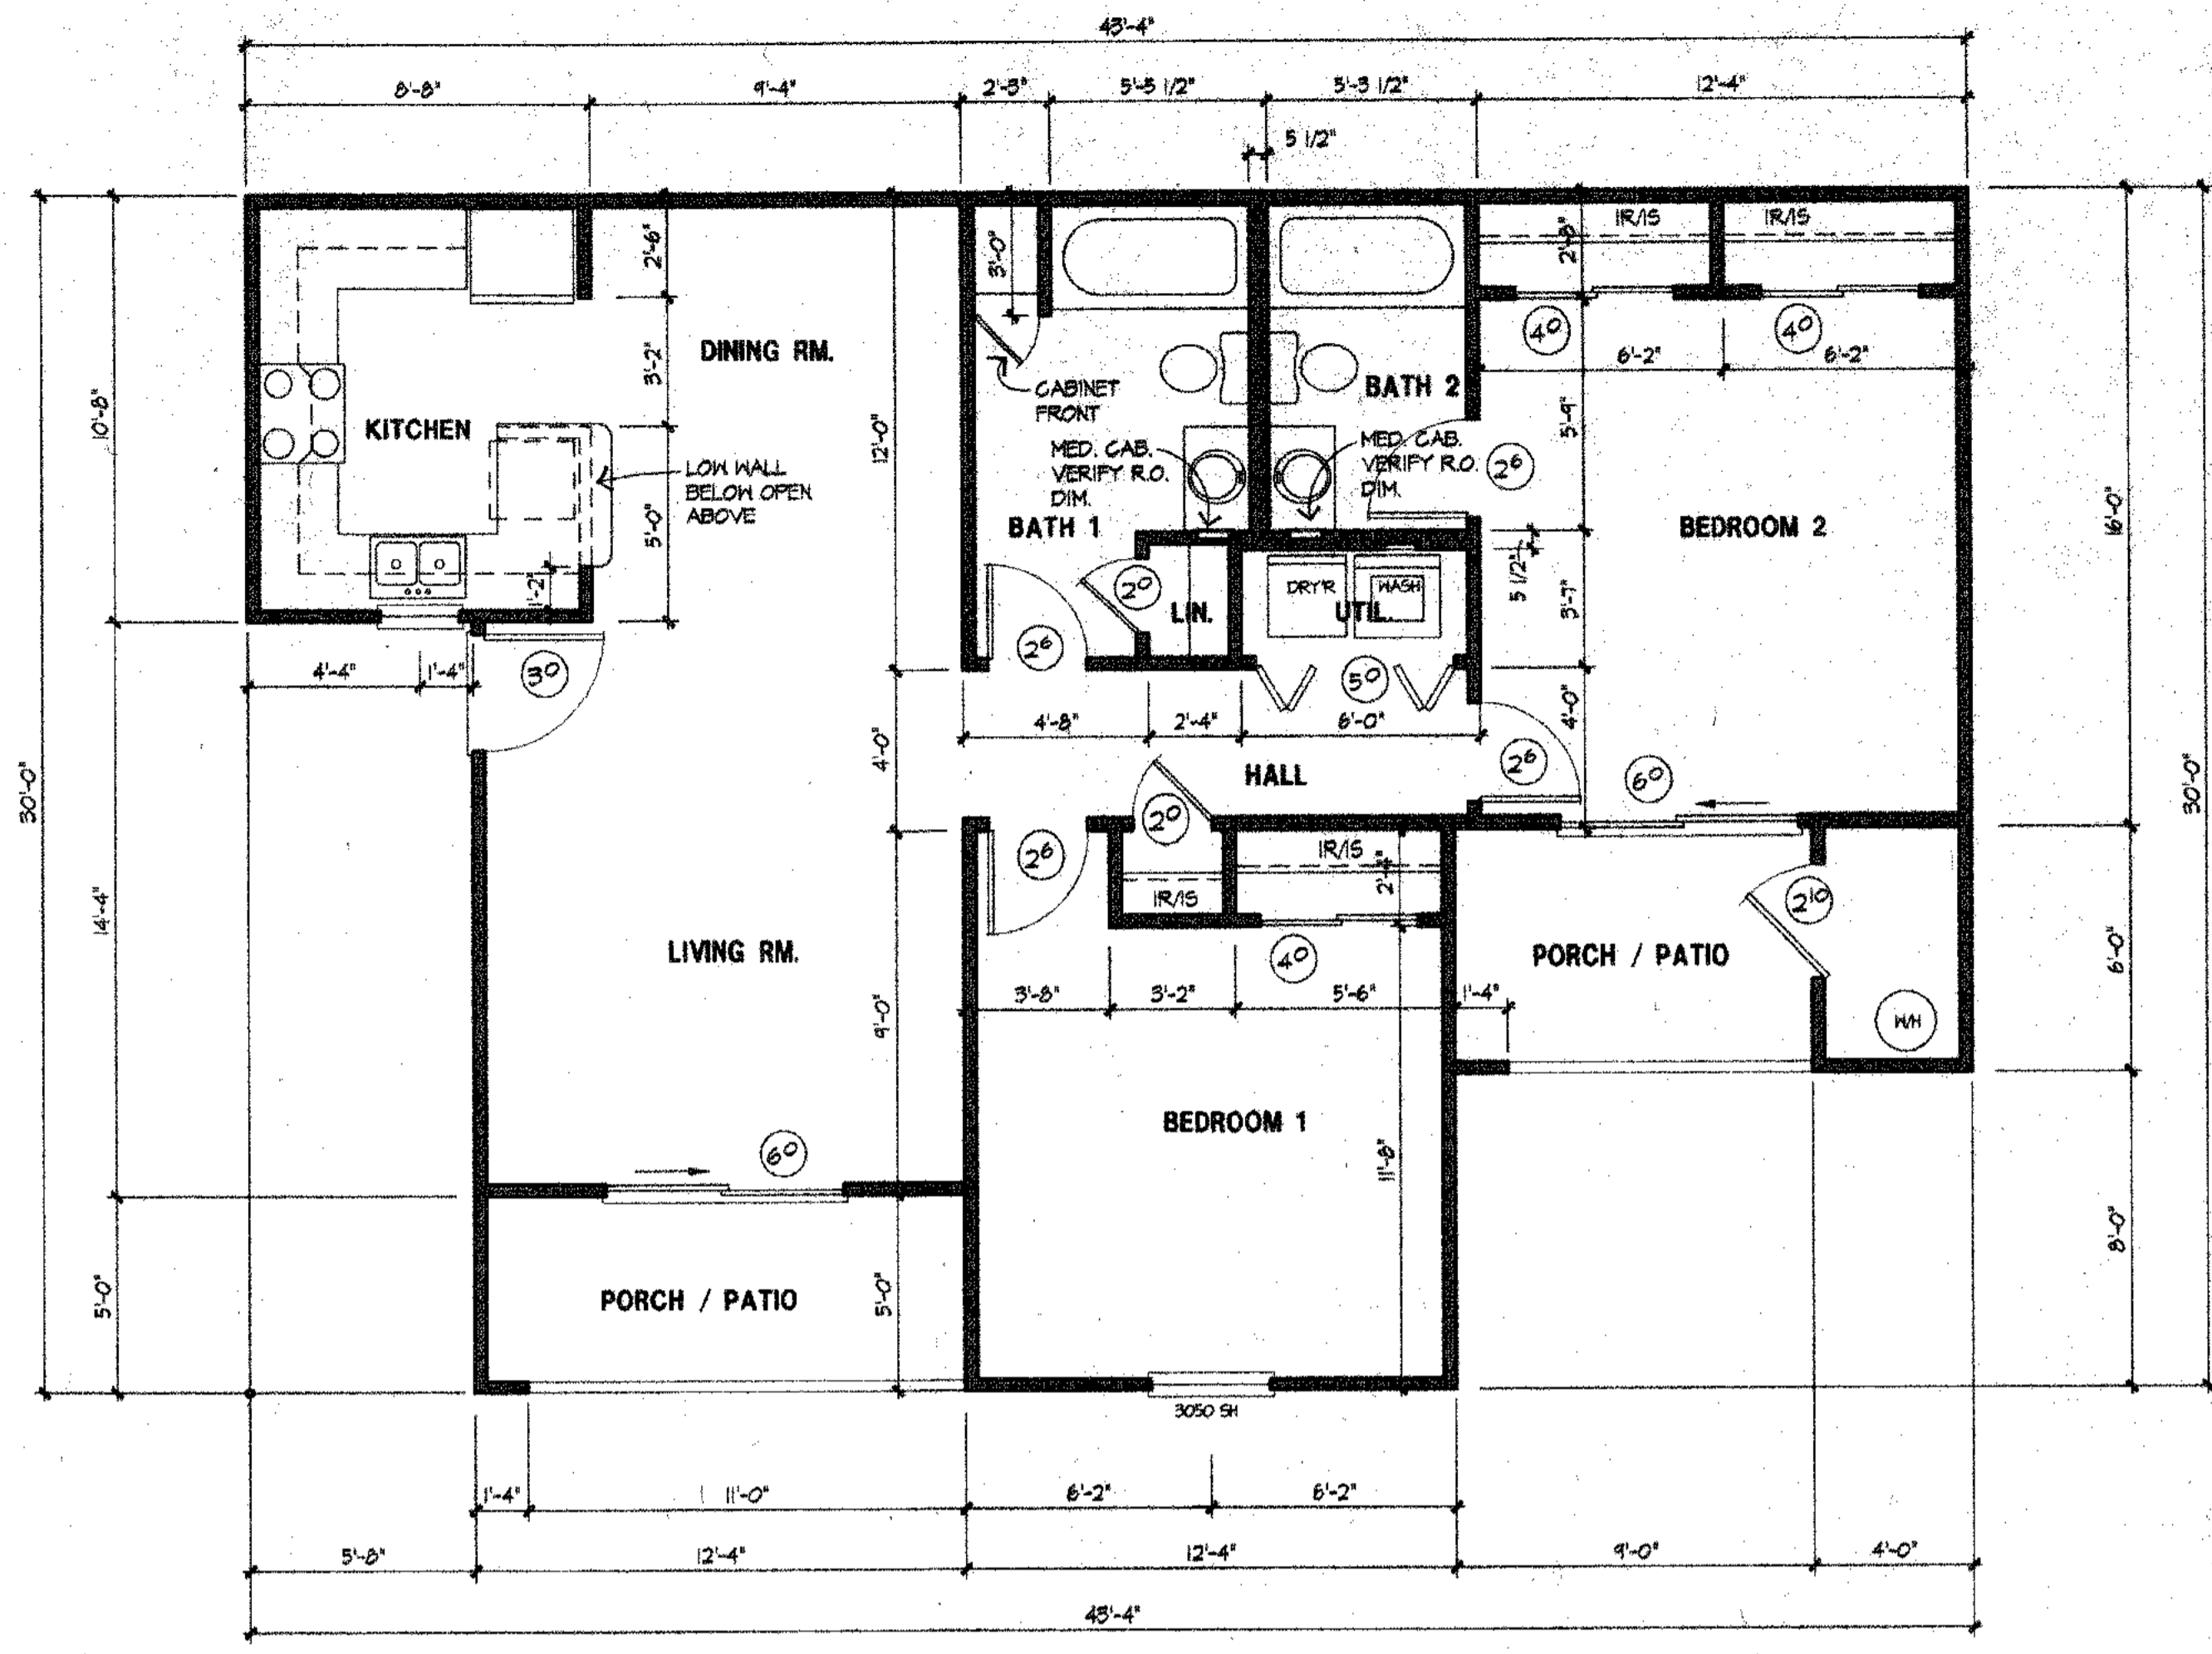 43'-4"
8'-8"
9'-4"
2'-3"
5'-5 1/2"
5'-3 1/2"
12'-4"
5 1/2"
IR/1S
IR/1S
2'-6"
3'-0"
2'-8"
40
40
DINING RM.
3'-2"
6'-2"
6'-2"
CABINET
FRONT
BATH 2
10'-8"
KITCHEN
12'-0"
5'-9"
MED. CAB.
VERIFY R.O.
DIM.
MED. CAB.
VERIFY R.O.
DIM.
26
LOW WALL
BELOW OPEN
ABOVE
5'-0"
BATH 1
BEDROOM 2
16'-0"
1'-2"
20
LIN.
DRY'R
WASH
UTIL.
5 1/2"
3'-7"
4'-4"
1'-4"
30
26
50
4'-8"
2'-4"
6'-0"
4'-0"
4'-0"
HALL
26
60
30'-0"
30'-0"
20
26
IR/1S
2'-4"
IR/1S
210
14'-4"
LIVING RM.
40
PORCH / PATIO
6'-0"
3'-8"
3'-2"
5'-6"
1'-4"
9'-0"
W/H
BEDROOM 1
60
11'-8"
8'-0"
5'-0"
PORCH / PATIO
5'-0"
3050 SH
1'-4"
11'-0"
6'-2"
6'-2"
5'-8"
12'-4"
12'-4"
9'-0"
4'-0"
43'-4"